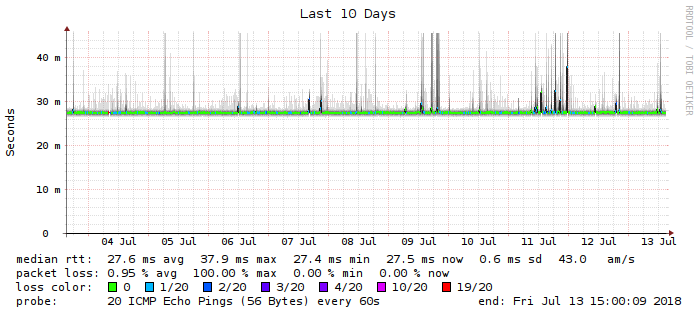 Last 10 Days
RRDTOOL / TOBI OETIKER
Seconds
40 m
30 m
20 m
10 m
0
04 Jul 05 Jul 06 Jul 07 Jul 08 Jul 09 Jul 10 Jul 11 Jul 12 Jul 13 Jul
median rtt: 27.6 ms avg 37.9 ms max 27.4 ms min 27.5 ms now 0.6 ms sd 43.0 am/s
packet loss: 0.95 % avg 100.00 % max 0.00 % min 0.00 % now
loss color: 0 1/20 2/20 3/20 4/20 10/20 19/20
probe: 20 ICMP Echo Pings (56 Bytes) every 60s end: Fri Jul 13 15:00:09 2018